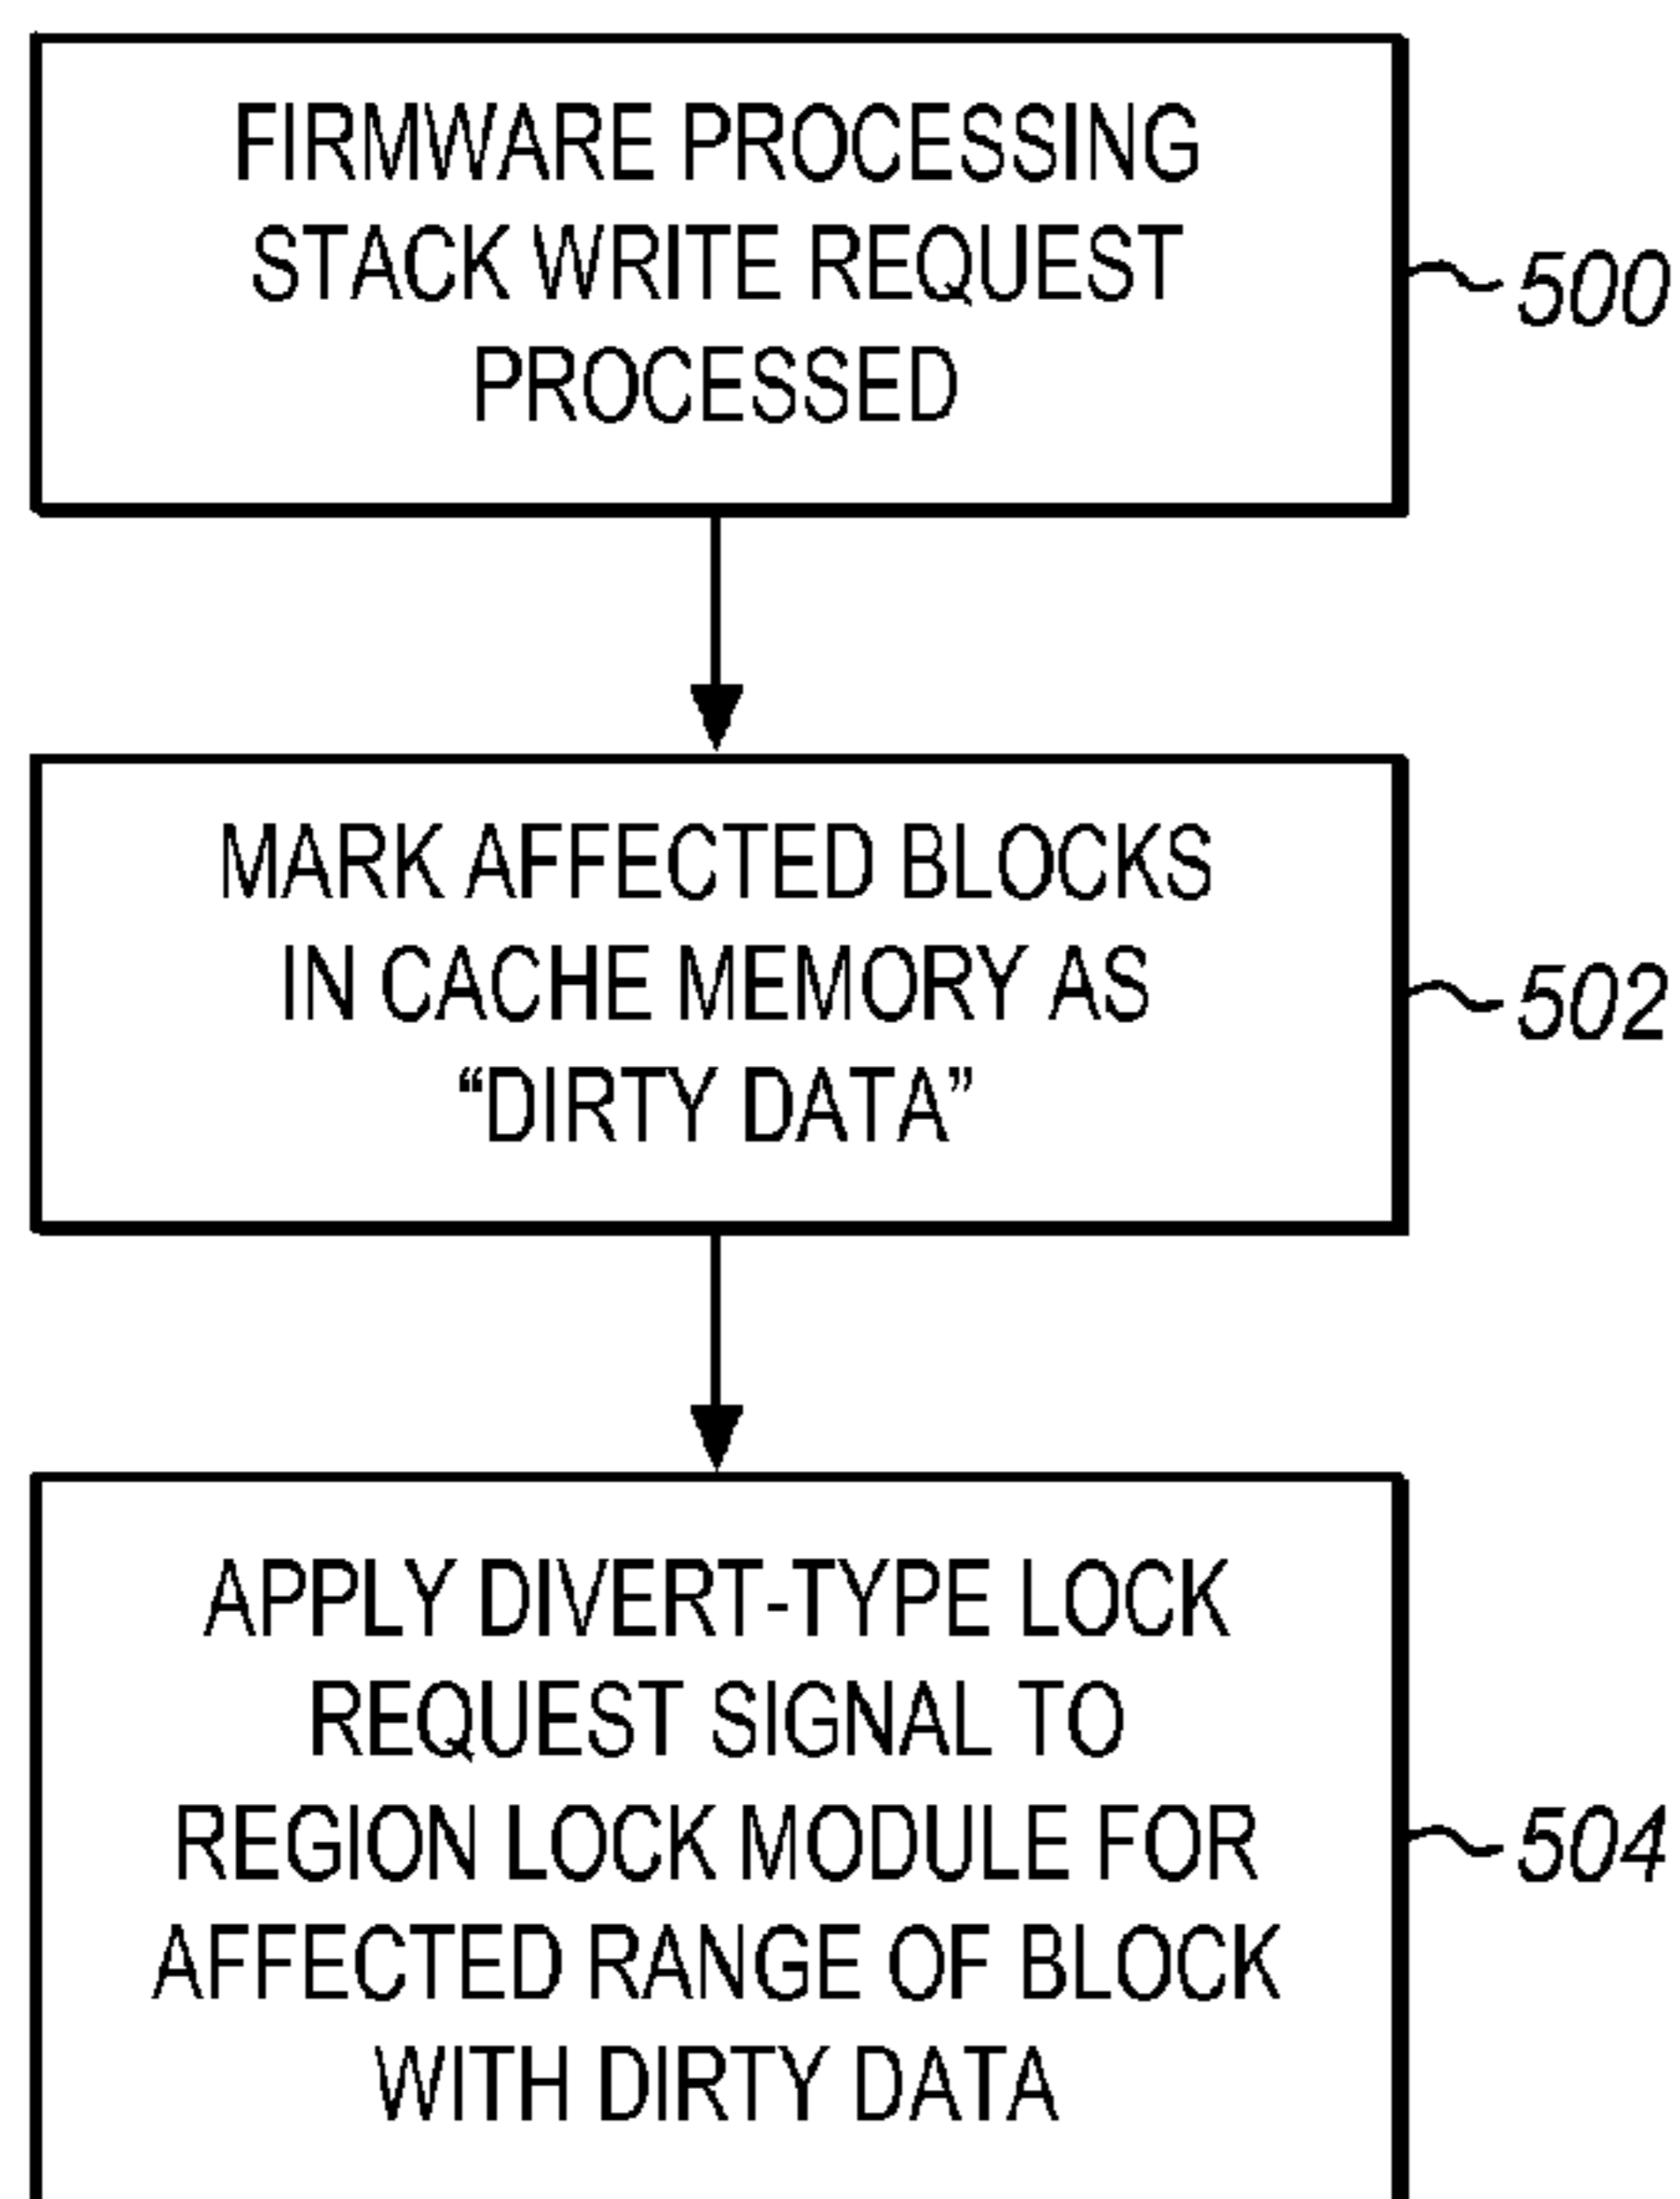 FIRMWARE PROCESSING
STACK WRITE REQUEST
PROCESSED
500
MARK AFFECTED BLOCKS
IN CACHE MEMORY AS
“DIRTY DATA”
502
APPLY DIVERT-TYPE LOCK
REQUEST SIGNAL TO
REGION LOCK MODULE FOR
AFFECTED RANGE OF BLOCK
WITH DIRTY DATA
504